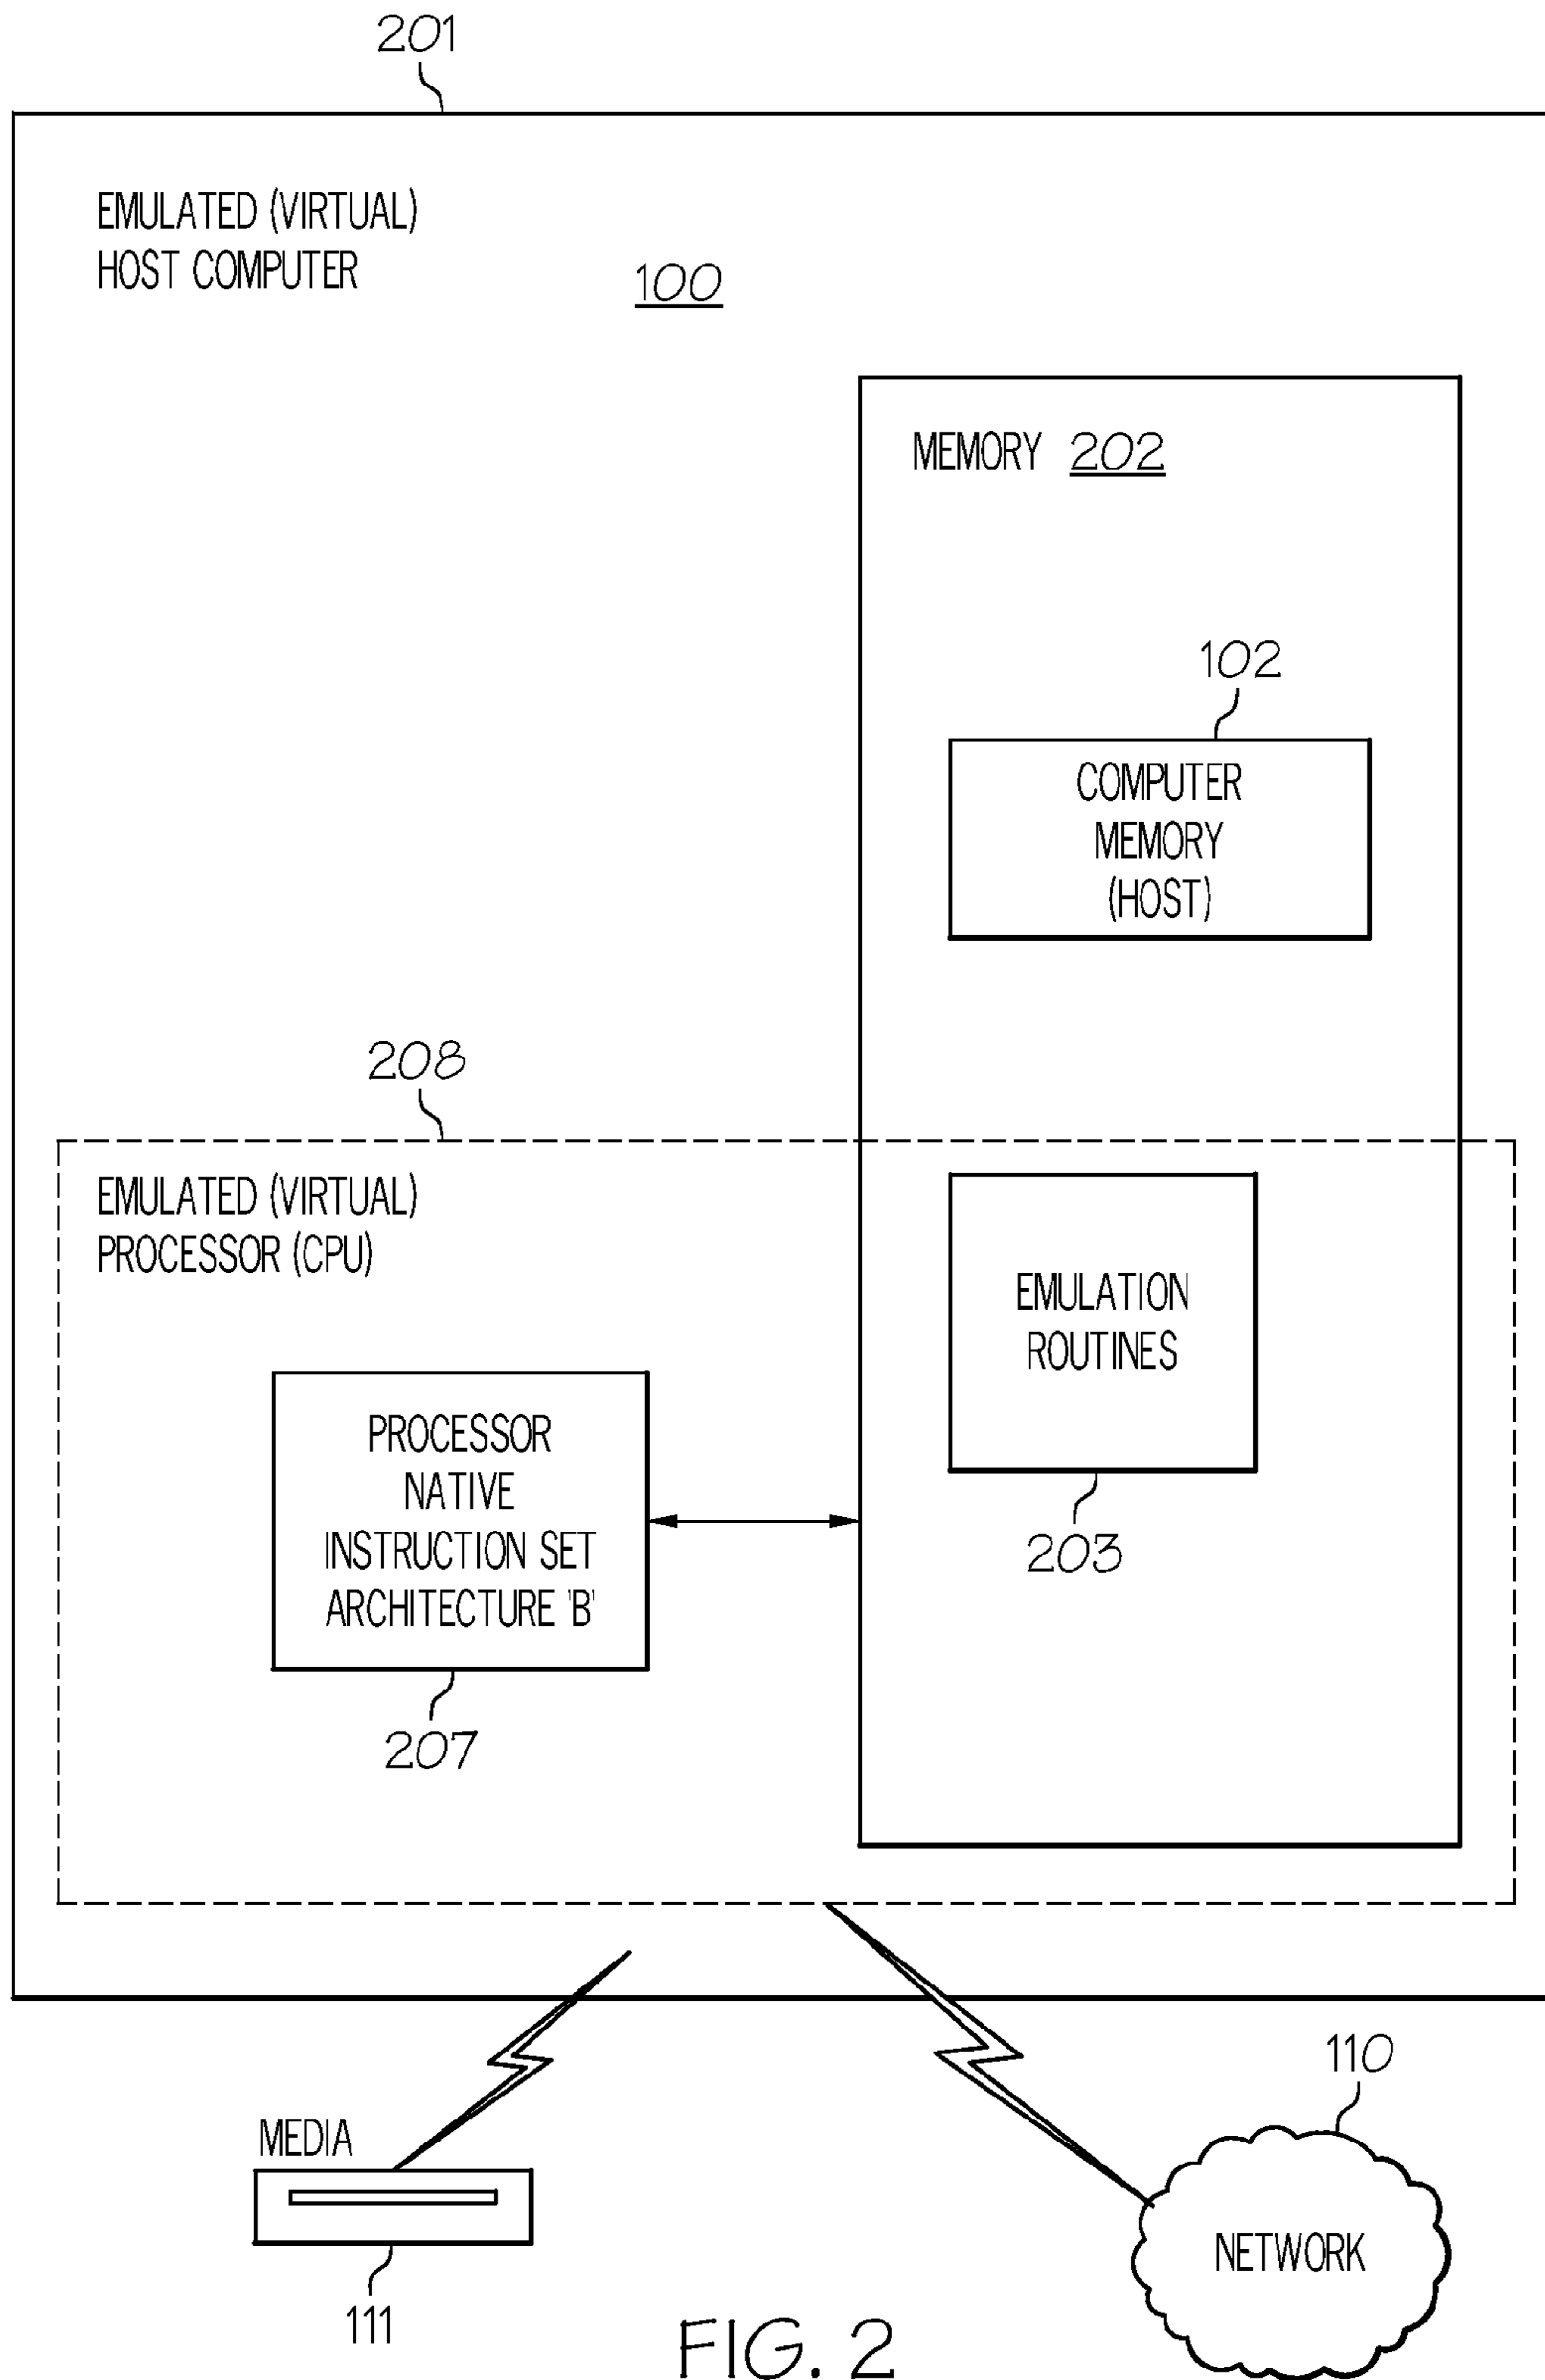 201
EMULATED (VIRTUAL)
HOST COMPUTER
100
MEMORY 202
102
COMPUTER
MEMORY
(HOST)
208
EMULATED (VIRTUAL)
PROCESSOR (CPU)
EMULATION
ROUTINES
203
PROCESSOR
NATIVE
INSTRUCTION SET
ARCHITECTURE 'B'
207
MEDIA
111
110
NETWORK
FIG. 2